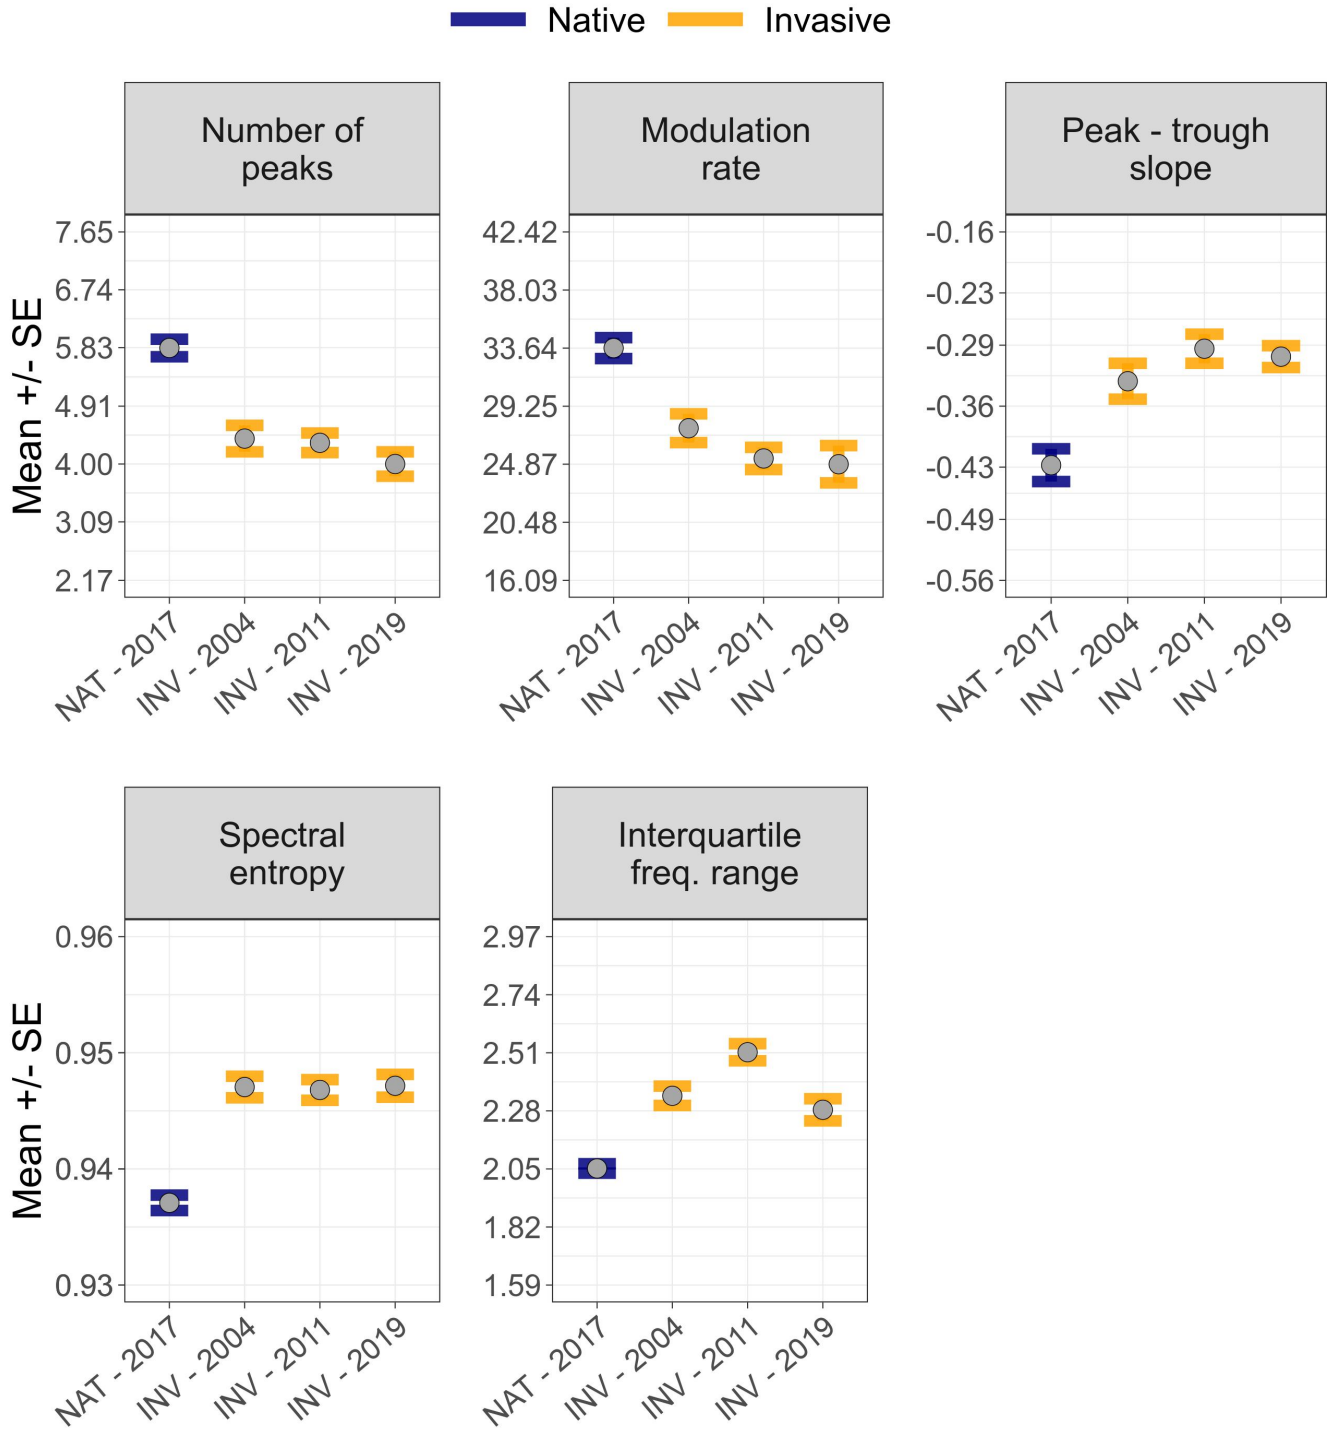 Native Invasive
Number of
peaks
Modulation
rate
Peak - trough
slope
Mean +/- SE
7.65
6.74
5.83
4.91
4.00
3.09
2.17
NAT - 2017
INV - 2004
INV - 2011
INV - 2019
42.42
38.03
33.64
29.25
24.87
20.48
16.09
NAT - 2017
INV - 2004
INV - 2011
INV - 2019
-0.16
-0.23
-0.29
-0.36
-0.43
-0.49
-0.56
NAT - 2017
INV - 2004
INV - 2011
INV - 2019
Spectral
entropy
Interquartile
freq. range
Mean +/- SE
0.96
0.95
0.94
0.93
NAT - 2017
INV - 2004
INV - 2011
INV - 2019
2.97
2.74
2.51
2.28
2.05
1.82
1.59
NAT - 2017
INV - 2004
INV - 2011
INV - 2019